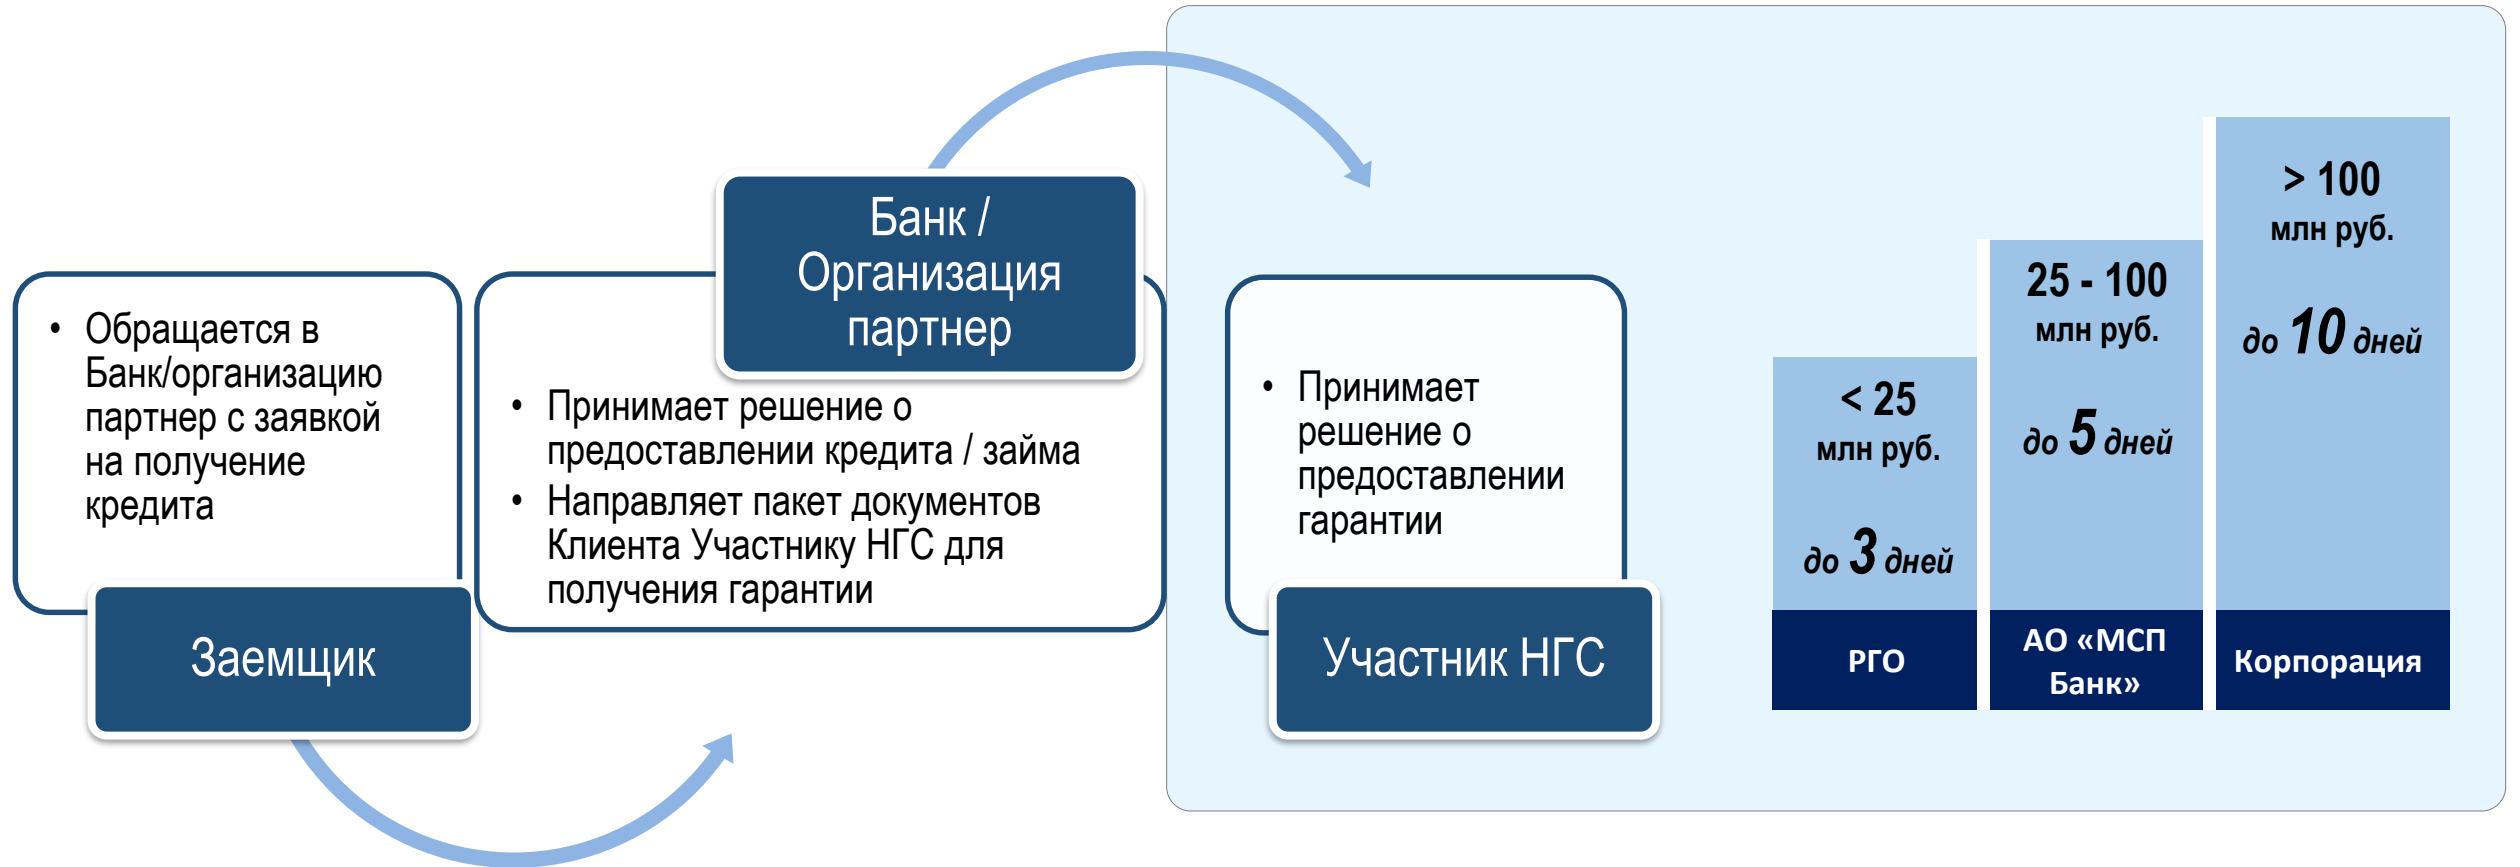 • Обращается в
Банк/организацию
партнер с заявкой
на получение
кредита
Заемщик
Банк /
Организация
партнер
• Принимает решение о
предоставлении кредита / займа
• Направляет пакет документов
Клиента Участнику НГС для
получения гарантии
• Принимает
решение о
предоставлении
гарантии
Участник НГС
< 25
млн руб.
до 3 дней
РГО
25 - 100
млн руб.
до 5 дней
АО «МСП
Банк»
> 100
млн руб.
до 10 дней
Корпорация